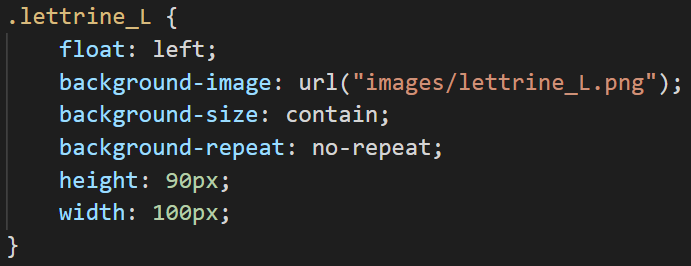 .lettrine_L {
    float: left;
    background-image: url("images/lettrine_L.png");
    background-size: contain;
    background-repeat: no-repeat;
    height: 90px;
    width: 100px;
}